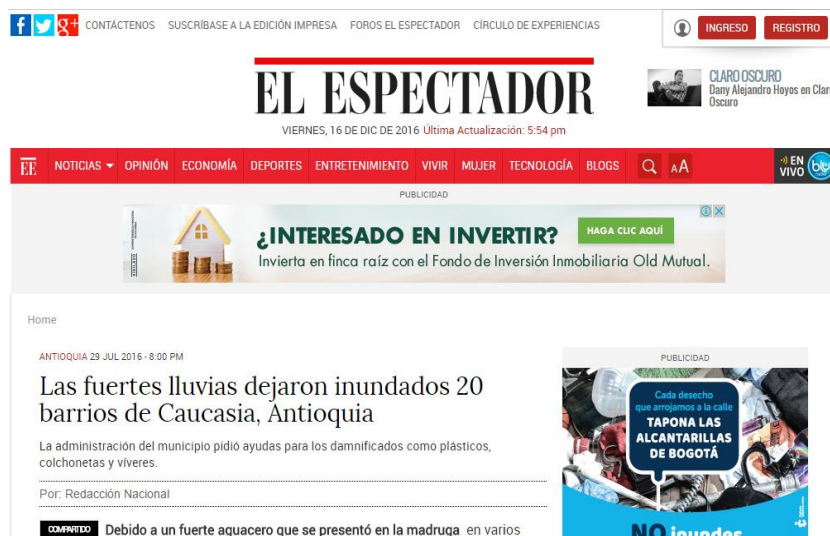 CONTÁCTENOS SUSCRÍBASE A LA EDICIÓN IMPRESA FOROS EL ESPECTADOR CÍRCULO DE EXPERIENCIAS
INGRESO REGISTRO
EL ESPECTADOR
VIERNES, 16 DE DIC DE 2016 Última Actualización: 5:54 pm
CLARO OSCURO
Dany Alejandro Hoyos en Claro
Oscuro
EE NOTICIAS OPINIÓN ECONOMÍA DEPORTES ENTRETENIMIENTO VIVIR MUJER TECNOLOGÍA BLOGS AA EN VIVO
PUBLICIDAD
¿INTERESADO EN INVERTIR? HAGA CLIC AQUÍ
Invierta en finca raíz con el Fondo de Inversión Inmobiliaria Old Mutual.
Home
ANTIOQUIA 29 JUL 2016 - 8:00 PM
Las fuertes lluvias dejaron inundados 20
barrios de Caucasia, Antioquia
La administración del municipio pidió ayudas para los damnificados como plásticos,
colchonetas y víveres.
Por: Redacción Nacional
COMPARTIDO Debido a un fuerte aguacero que se presentó en la madruga en varios
PUBLICIDAD
Cada desecho
que arrojamos a la calle
TAPONA LAS
ALCANTARILLAS
DE BOGOTÁ
NO inundes